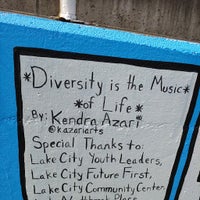 *Diversity is the Music*
*of Life*
By: Kendra Azari
@kazariarts
Special Thanks to:
Lake City Youth Leaders,
Lake City Future First,
Lake City Community Center